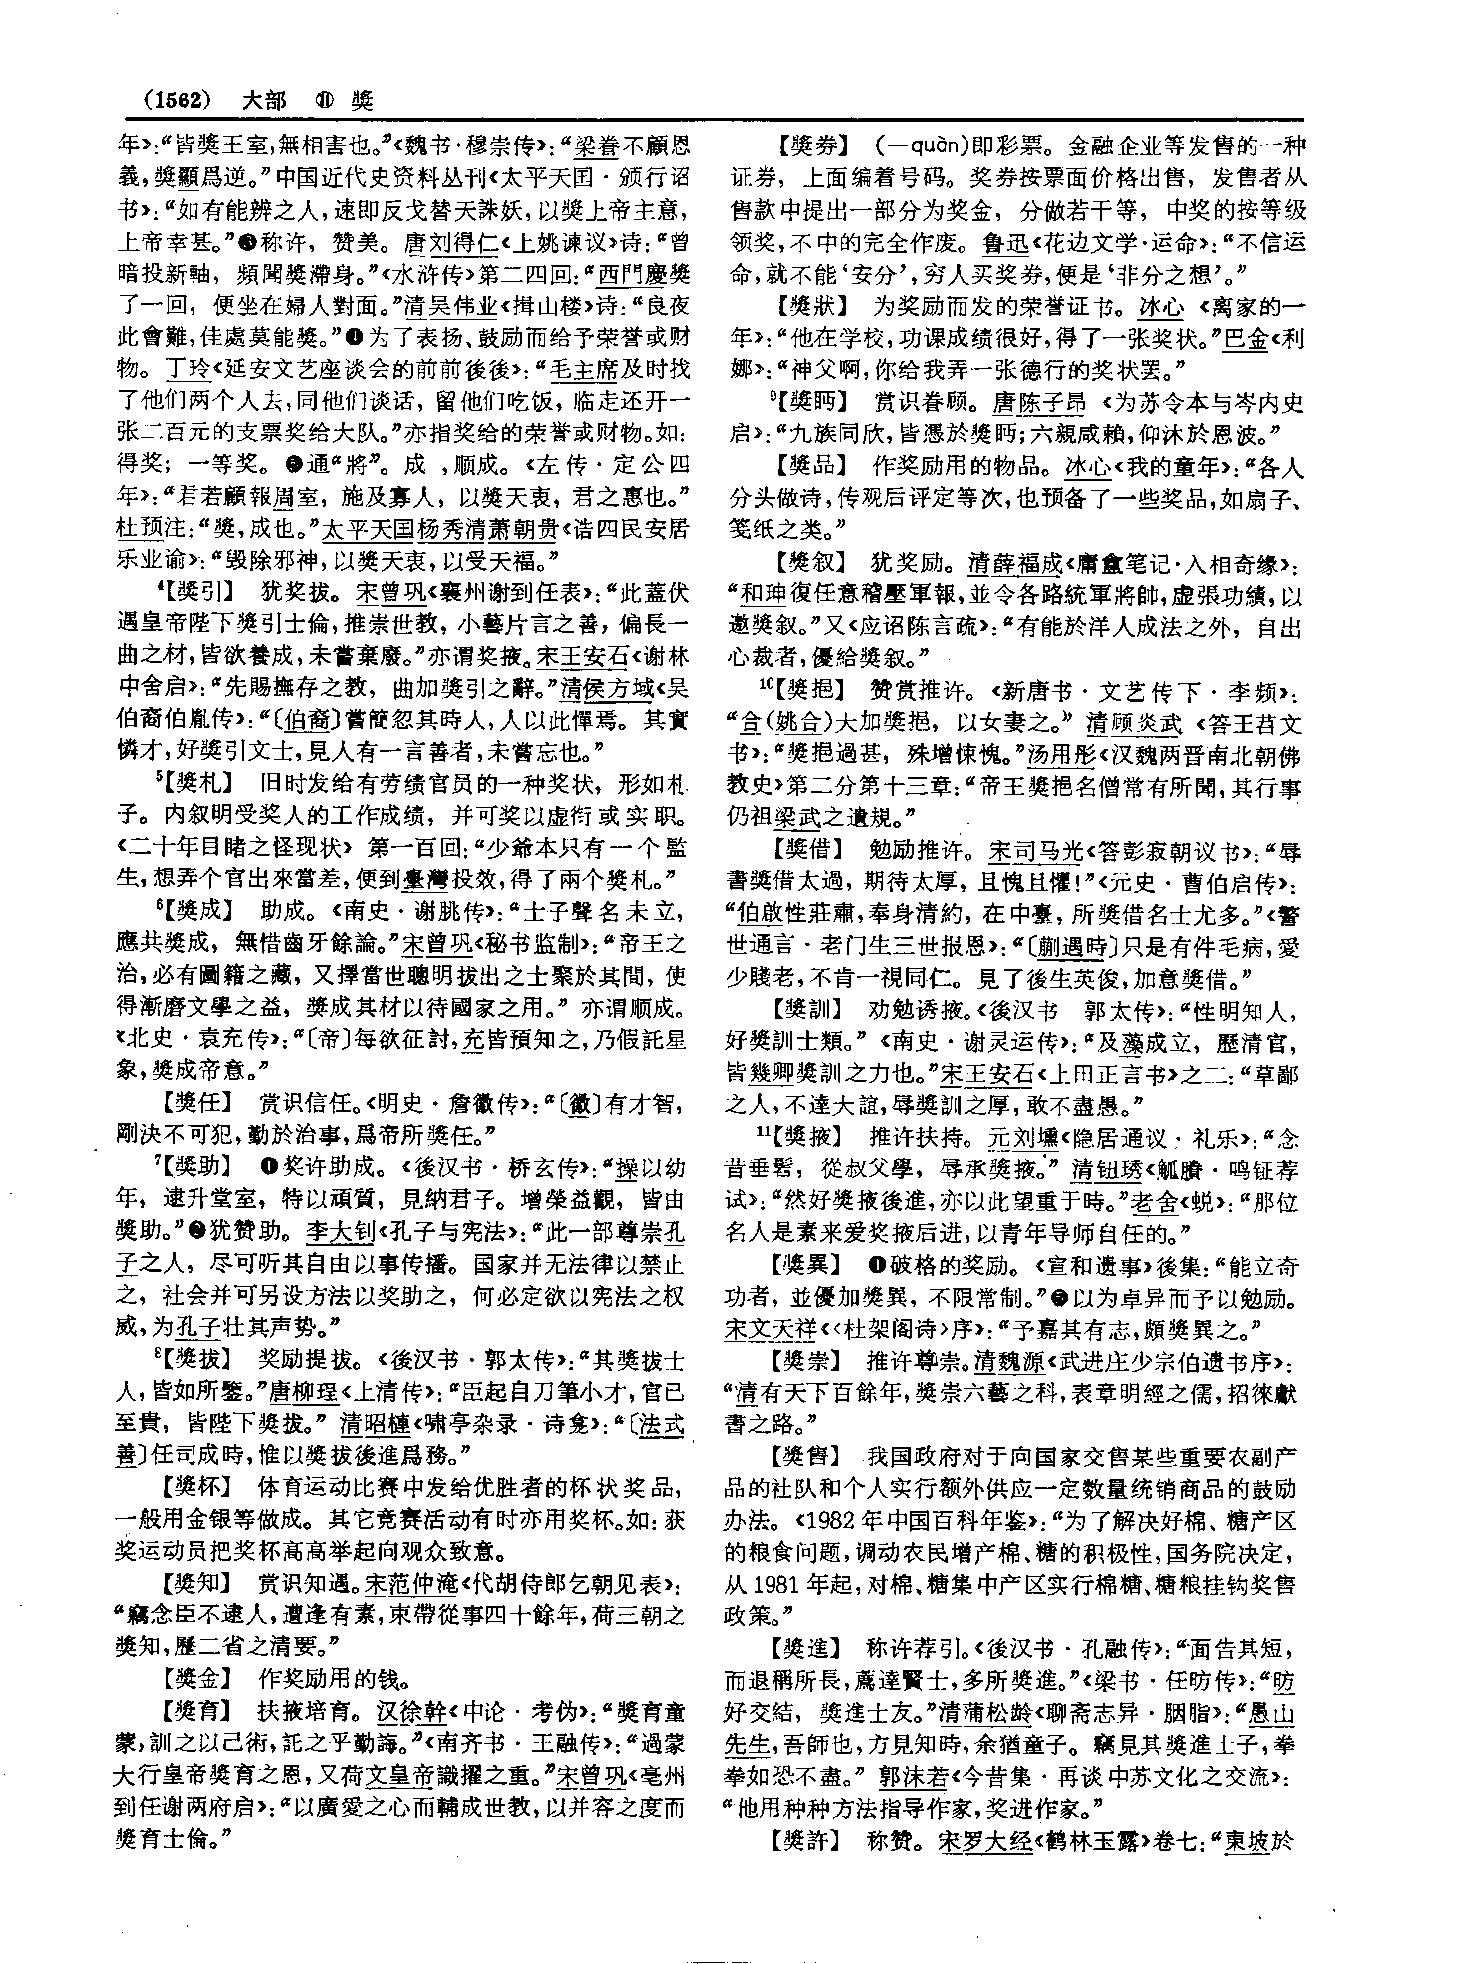 (1562) 大部 ⑪ 獎
年》：“皆獎王室，無相害也。”《魏书·穆崇传》：“梁眷不顧恩
義，獎顯爲逆。”中国近代史资料丛刊《太平天囯·颁行诏
书》：“如有能辨之人，速即反戈替天誅妖，以獎上帝主意，
上帝幸甚。”❸称许，赞美。唐刘得仁《上姚谏议》诗：“曾
暗投新軸，頻聞獎滯身。”《水浒传》第二四回：“西門慶獎
了一回，便坐在婦人對面。”清吴伟业《揖山楼》诗：“良夜
此會難，佳處莫能獎。”❹为了表扬、鼓励而给予荣誉或财
物。丁玲《延安文艺座谈会的前前後後》：“毛主席及时找
了他们两个人去，同他们谈话，留他们吃饭，临走还开一
张二百元的支票奖给大队。”亦指奖给的荣誉或财物。如：
得奖；一等奖。❺通“將”。成，顺成。《左传·定公四
年》：“君若顧報周室，施及寡人，以獎天衷，君之惠也。”
杜预注：“獎，成也。”太平天囯杨秀清萧朝贵《诰四民安居
乐业谕》：“毁除邪神，以獎天衷，以受天福。”
⁴【獎引】 犹奖拔。宋曾巩《襄州谢到任表》：“此蓋伏
遇皇帝陛下獎引士倫，推崇世教，小藝片言之善，偏長一
曲之材，皆欲養成，未嘗棄廢。”亦谓奖掖。宋王安石《谢林
中舍启》：“先賜撫存之教，曲加獎引之辭。”清侯方域《吴
伯裔伯胤传》：“〔伯裔〕嘗簡忽其時人，人以此憚焉。其實
憐才，好獎引文士，見人有一言善者，未嘗忘也。”
⁵【獎札】 旧时发给有劳绩官员的一种奖状，形如札
子。内叙明受奖人的工作成绩，并可奖以虚衔或实职。
《二十年目睹之怪现状》第一百回：“少爺本只有一个監
生，想弄个官出來當差，便到臺灣投效，得了兩个獎札。”
⁶【獎成】 助成。《南史·谢朓传》：“士子聲名未立，
應共獎成，無惜齒牙餘論。”宋曾巩《秘书监制》：“帝王之
治，必有圖籍之藏，又擇當世聰明拔出之士聚於其間，使
得漸磨文學之益，獎成其材以待國家之用。”亦谓顺成。
《北史·袁充传》：“〔帝〕每欲征討，充皆預知之，乃假託星
象，獎成帝意。”
【獎任】 赏识信任。《明史·詹徽传》：“〔徽〕有才智，
剛決不可犯，勤於治事，爲帝所獎任。”
⁷【獎助】 ❶奖许助成。《後汉书·桥玄传》：“操以幼
年，逮升堂室，特以頑質，見納君子。增榮益觀，皆由
獎助。”❷犹赞助。李大钊《孔子与宪法》：“此一部尊崇孔
子之人，尽可听其自由以事传播。国家并无法律以禁止
之，社会并可另设方法以奖助之，何必定欲以宪法之权
威，为孔子壮其声势。”
⁸【獎拔】 奖励提拔。《後汉书·郭太传》：“其獎拔士
人，皆如所鑒。”唐柳珵《上清传》：“臣起自刀筆小才，官已
至貴，皆陛下獎拔。”清昭槤《啸亭杂录·诗龛》：“〔法式
善〕任司成時，惟以獎拔後進爲務。”
【獎杯】 体育运动比赛中发给优胜者的杯状奖品，
一般用金银等做成。其它竞赛活动有时亦用奖杯。如：获
奖运动员把奖杯高高举起向观众致意。
【獎知】 赏识知遇。宋范仲淹《代胡侍郎乞朝见表》：
“竊念臣不逮人，遭逢有素，束帶從事四十餘年，荷三朝之
獎知，歷二省之清要。”
【獎金】 作奖励用的钱。
【獎育】 扶掖培育。汉徐幹《中论·考伪》：“獎育童
蒙，訓之以己術，託之乎勤誨。”《南齐书·王融传》：“過蒙
大行皇帝獎育之恩，又荷文皇帝識擢之重。”宋曾巩《亳州
到任谢两府启》：“以廣愛之心而輔成世教，以并容之度而
獎育士倫。”
【獎券】 （—quàn）即彩票。金融企业等发售的一种
证券，上面编着号码。奖券按票面价格出售，发售者从
售款中提出一部分为奖金，分做若干等，中奖的按等级
领奖，不中的完全作废。鲁迅《花边文学·运命》：“不信运
命，就不能‘安分’，穷人买奖券，便是‘非分之想’。”
【獎狀】 为奖励而发的荣誉证书。冰心《离家的一
年》：“他在学校，功课成绩很好，得了一张奖状。”巴金《利
娜》：“神父啊，你给我弄一张德行的奖状罢。”
⁹【獎眄】 赏识眷顾。唐陈子昂《为苏令本与岑内史
启》：“九族同欣，皆憑於獎眄；六親咸賴，仰沐於恩波。”
【獎品】 作奖励用的物品。冰心《我的童年》：“各人
分头做诗，传观后评定等次，也预备了一些奖品，如扇子、
笺纸之类。”
【獎叙】 犹奖励。清薛福成《庸盦笔记·入相奇缘》：
“和珅復任意稽壓軍報，並令各路統軍將帥，虚張功績，以
邀獎叙。”又《应诏陈言疏》：“有能於洋人成法之外，自出
心裁者，優給獎叙。”
¹⁰【獎挹】 赞赏推许。《新唐书·文艺传下·李频》：
“合（姚合）大加獎挹，以女妻之。”清顾炎武《答王茗文
书》：“獎挹過甚，殊增悚愧。”汤用彤《汉魏两晋南北朝佛
教史》第二分第十三章：“帝王獎挹名僧常有所聞，其行事
仍祖梁武之遺規。”
【獎借】 勉励推许。宋司马光《答彭寂朝议书》：“辱
書獎借太過，期待太厚，且愧且懼！”《元史·曹伯启传》：
“伯啟性莊肅，奉身清約，在中臺，所獎借名士尤多。”《警
世通言·老门生三世报恩》：“〔蒯遇時〕只是有件毛病，愛
少賤老，不肯一視同仁。見了後生英俊，加意獎借。”
【獎訓】 劝勉诱掖。《後汉书 郭太传》：“性明知人，
好獎訓士類。”《南史·谢灵运传》：“及藻成立，歷清官，
皆幾卿獎訓之力也。”宋王安石《上田正言书》之二：“草鄙
之人，不達大誼，辱獎訓之厚，敢不盡愚。”
¹¹【獎掖】 推许扶持。元刘壎《隐居通议·礼乐》：“念
昔垂髫，從叔父學，辱承獎掖。”清钮琇《觚賸·鸣钲荐
试》：“然好獎掖後進，亦以此望重于時。”老舍《蜕》：“那位
名人是素来爱奖掖后进，以青年导师自任的。”
【獎異】 ❶破格的奖励。《宣和遗事》後集：“能立奇
功者，並優加獎異，不限常制。”❷以为卓异而予以勉励。
宋文天祥《〈杜架阁诗〉序》：“予嘉其有志，頗獎異之。”
【獎崇】 推许尊崇。清魏源《武进庄少宗伯遗书序》：
“清有天下百餘年，獎崇六藝之科，表章明經之儒，招徠獻
書之路。”
【獎售】 我国政府对于向国家交售某些重要农副产
品的社队和个人实行额外供应一定数量统销商品的鼓励
办法。《1982年中国百科年鉴》：“为了解决好棉、糖产区
的粮食问题，调动农民增产棉、糖的积极性，国务院决定，
从1981年起，对棉、糖集中产区实行棉糖、糖粮挂钩奖售
政策。”
【獎進】 称许荐引。《後汉书·孔融传》：“面告其短，
而退稱所長，薦達賢士，多所獎進。”《梁书·任昉传》：“昉
好交结，獎進士友。”清蒲松龄《聊斋志异·胭脂》：“愚山
先生，吾師也，方見知時，余猶童子。竊見其獎進士子，拳
拳如恐不盡。”郭沫若《今昔集·再谈中苏文化之交流》：
“他用种种方法指导作家，奖进作家。”
【獎許】 称赞。宋罗大经《鹤林玉露》卷七：“東坡於